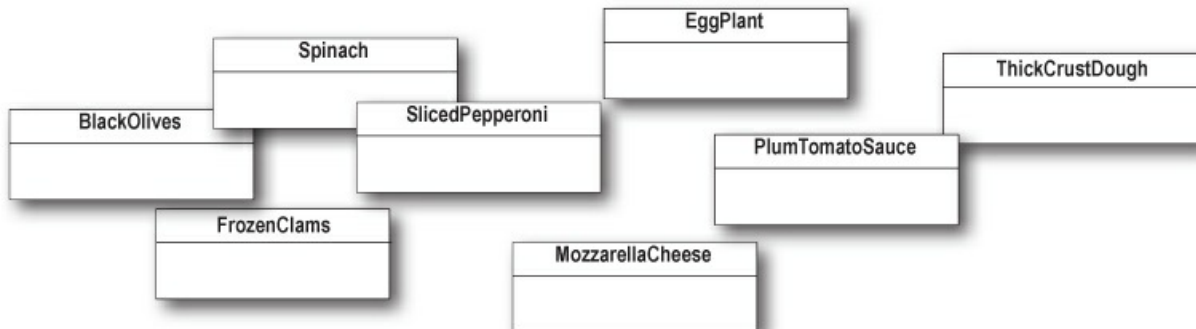 EggPlant
Spinach
ThickCrustDough
SlicedPepperoni
BlackOlives
PlumTomatoSauce
FrozenClams
MozzarellaCheese